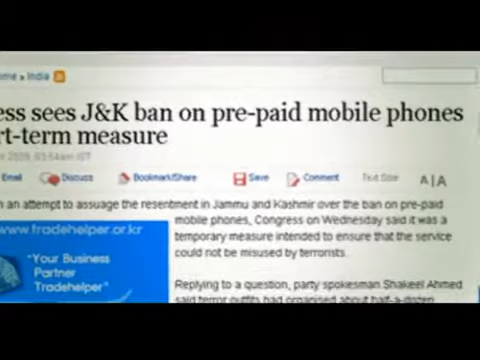 ome » India
ess sees J&K ban on pre-paid mobile phones
rt-term measure
2009, 03:54am IST
Email Discuss Bookmark/Share Save Comment Text Size A|A
n an attempt to assuage the resentment in Jammu and Kashmir over the ban on pre-paid
mobile phones, Congress on Wednesday said it was a
temporary measure intended to ensure that the service
could not be misused by terrorists.
www.tradehelper.or.kr
"Your Business
Partner
Tradehelper"
Replying to a question, party spokesman Shakeel Ahmed
said terror outfits had organised about half-a-dozen